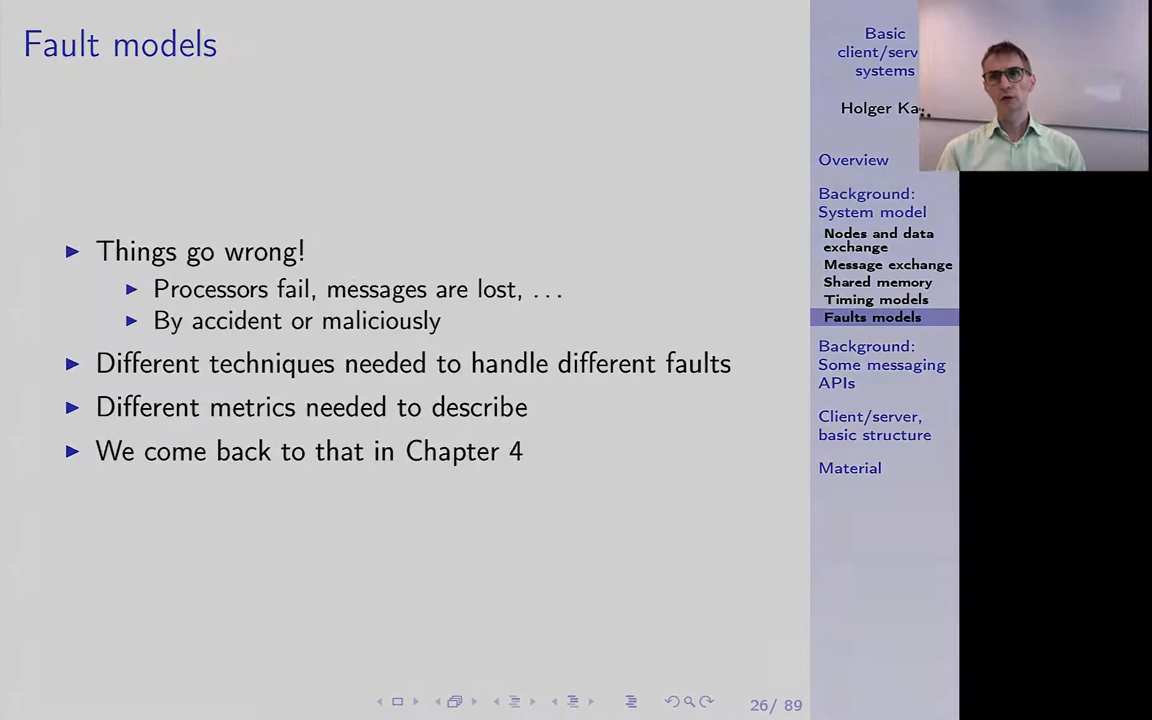 Fault models
Things go wrong!
Processors fail, messages are lost, ...
By accident or maliciously
Different techniques needed to handle different faults
Different metrics needed to describe
We come back to that in Chapter 4
26/ 89
Basic
client/serv
systems
Holger Ka
Overview
Background:
System model
Nodes and data
exchange
Message exchange
Shared memory
Timing models
Faults models
Background:
Some messaging
APIs
Client/server,
basic structure
Material